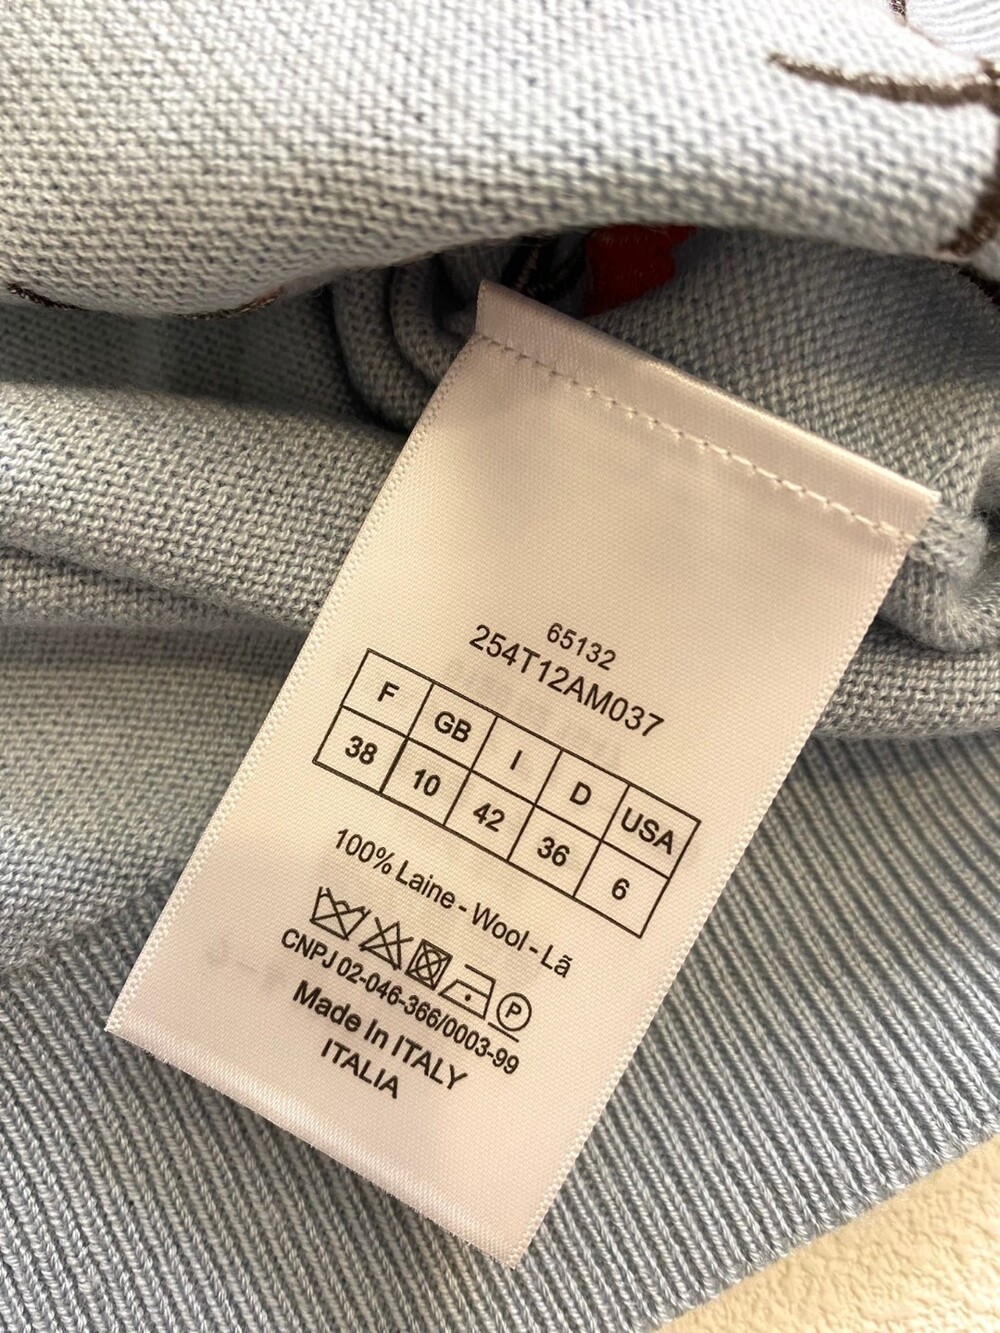 65132
254T12AM037
F GB I D USA
38 10 42 36 6
100% Laine - Wool - Lã
P
CNPJ 02-046-366/0003-99
Made In ITALY
ITALIA